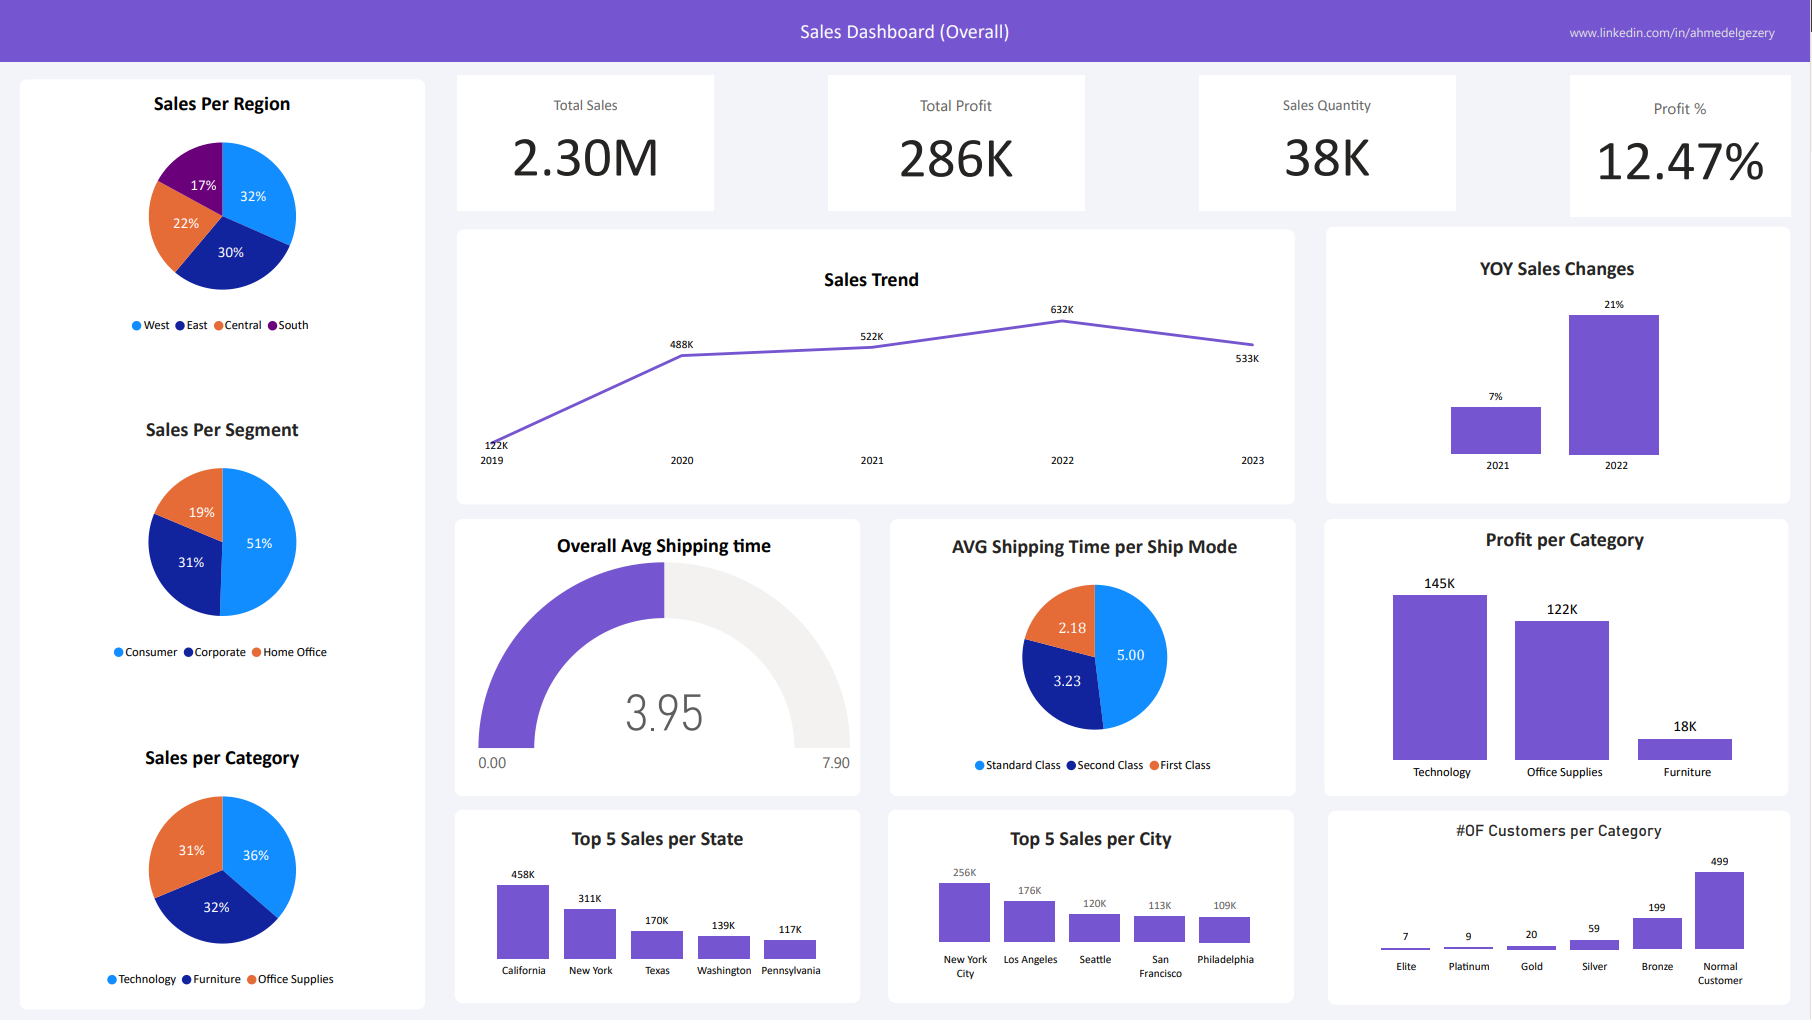 Sales Dashboard (Overall)
www.linkedin.com/in/ahmedelgezery
Sales Per Region
17%
32%
22%
30%
West East Central South
Sales Per Segment
19%
51%
31%
Consumer Corporate Home Office
Sales per Category
31%
36%
32%
Technology Furniture Office Supplies
Total Sales
2.30M
Total Profit
286K
Sales Quantity
38K
Profit %
12.47%
Sales Trend
632K
522K
488K
533K
122K
2019 2020 2021 2022 2023
YOY Sales Changes
21%
7%
2021 2022
Overall Avg Shipping time
3.95
0.00 7.90
AVG Shipping Time per Ship Mode
2.18
5.00
3.23
Standard Class Second Class First Class
Profit per Category
145K
122K
18K
Technology Office Supplies Furniture
Top 5 Sales per State
458K
311K
170K
139K
117K
California New York Texas Washington Pennsylvania
Top 5 Sales per City
256K
176K
120K
113K
109K
New York Los Angeles Seattle San Philadelphia
City Francisco
#OF Customers per Category
499
199
59
20
7 9
Elite Platinum Gold Silver Bronze Normal
Customer